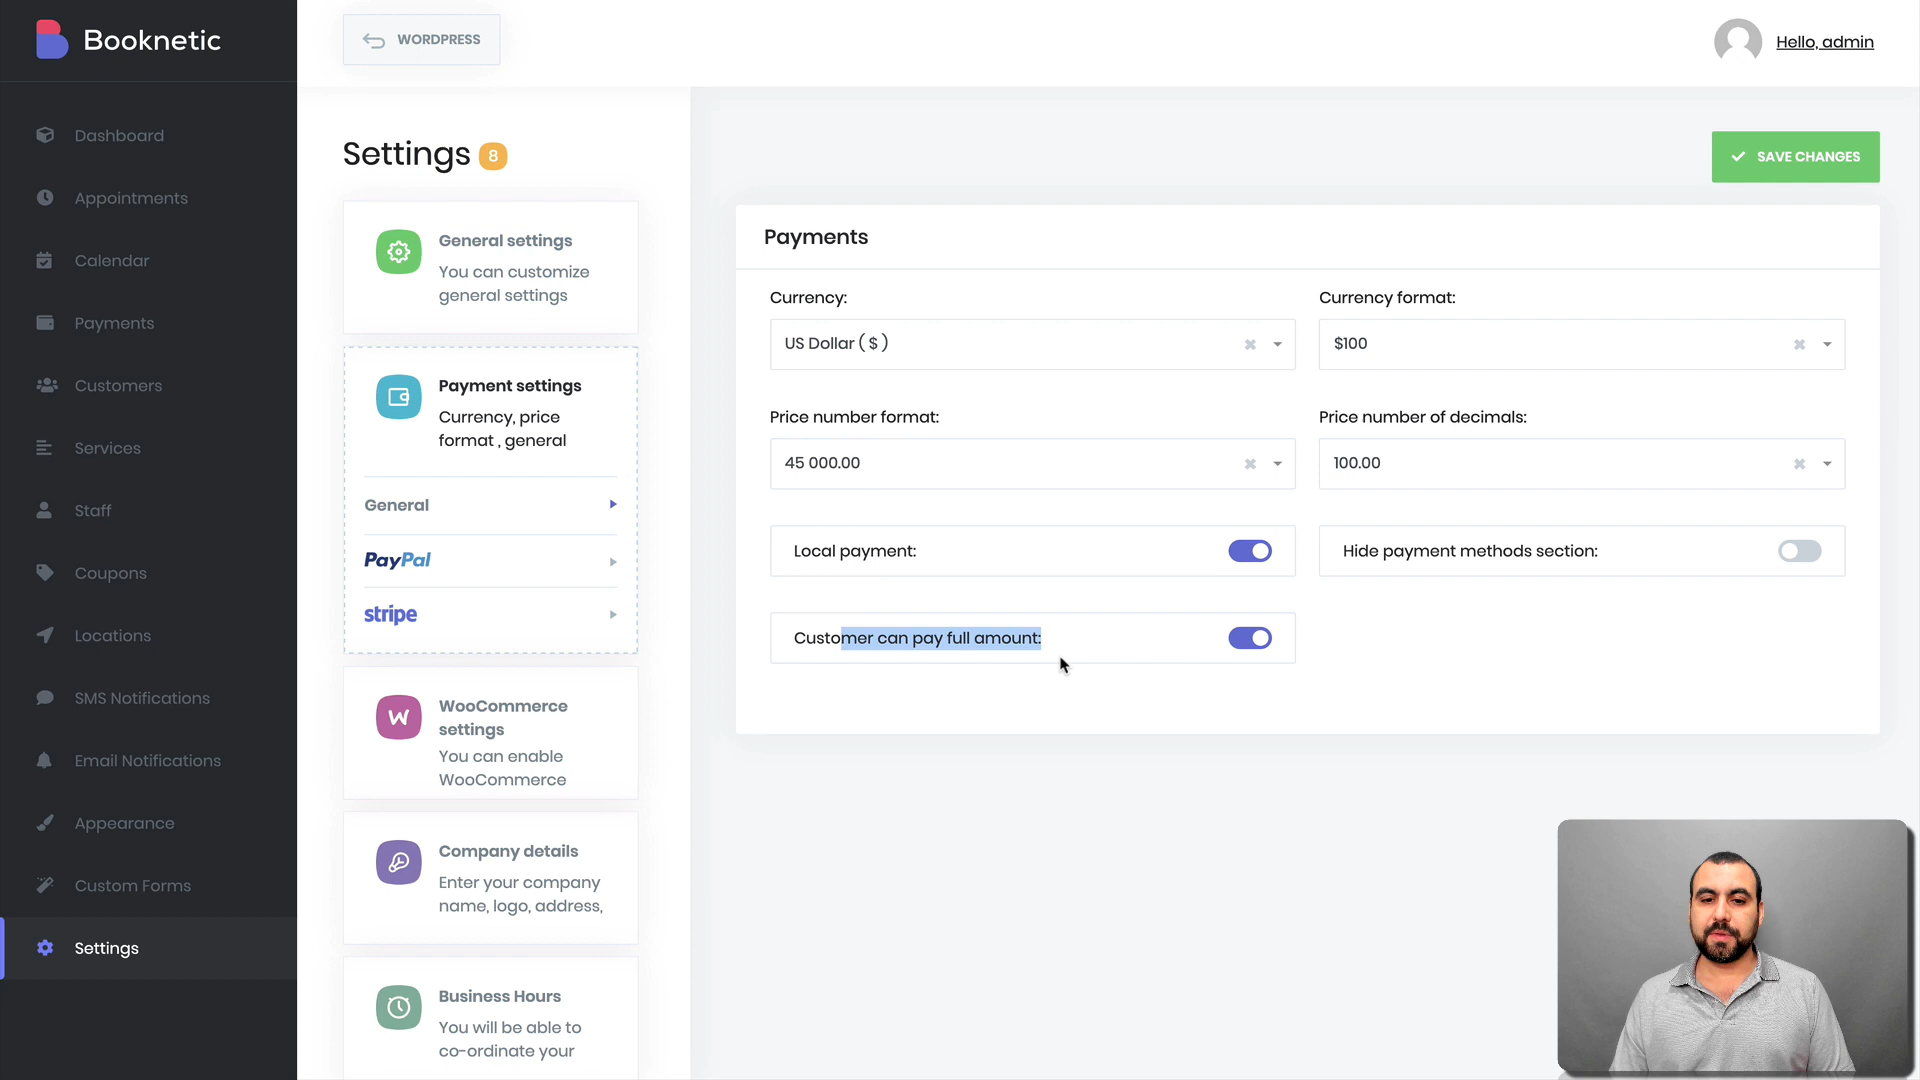 Booknetic
WORDPRESS
Hello, admin
Dashboard
Appointments
Calendar
Payments
Customers
Services
Staff
Coupons
Locations
SMS Notifications
Email Notifications
Appearance
Custom Forms
Settings
Settings 8
General settings
You can customize
general settings
Payment settings
Currency, price
format , general
General
PayPal
stripe
WooCommerce
settings
You can enable
WooCommerce
Company details
Enter your company
name, logo, address,
Business Hours
You will be able to
co-ordinate your
SAVE CHANGES
Payments
Currency:
US Dollar ( $ )
Currency format:
$100
Price number format:
45 000.00
Price number of decimals:
100.00
Local payment:
Hide payment methods section:
Customer can pay full amount: